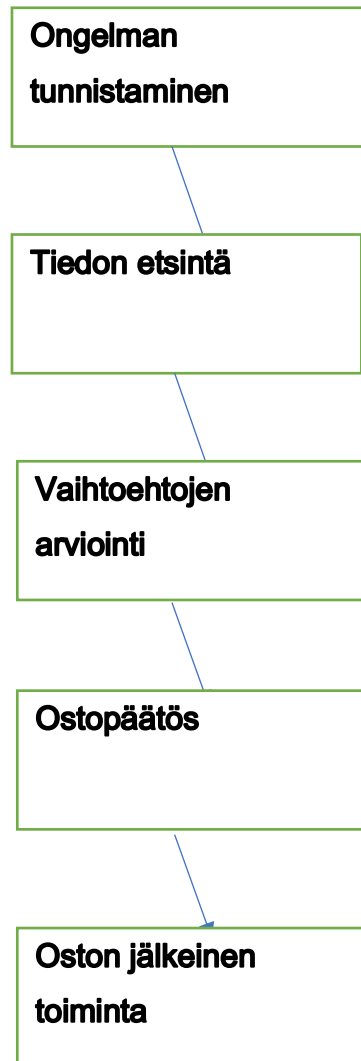 Ongelman
tunnistaminen
Tiedon etsintä
Vaihtoehtojen
arviointi
Ostopäätös
Oston jälkeinen
toiminta